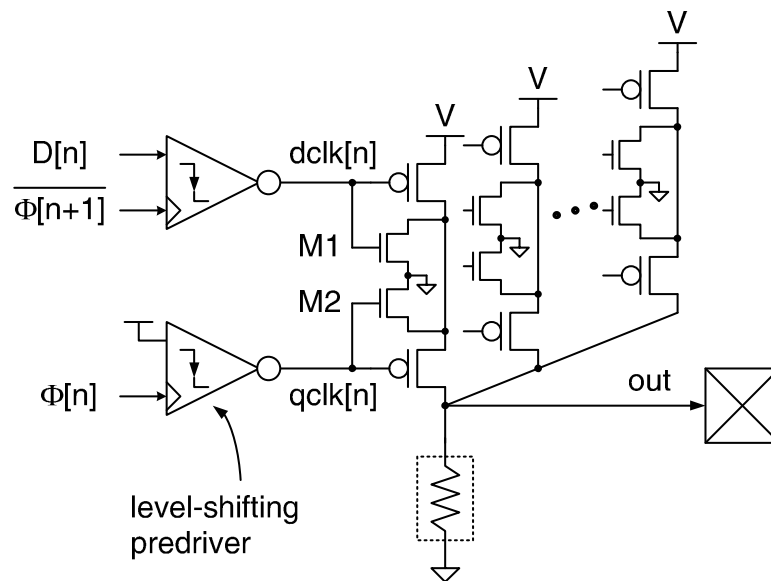 V
V
V
D[n]
dclk[n]
Φ[n+1]
M1
M2
Φ[n]
qclk[n]
out
level-shifting
predriver